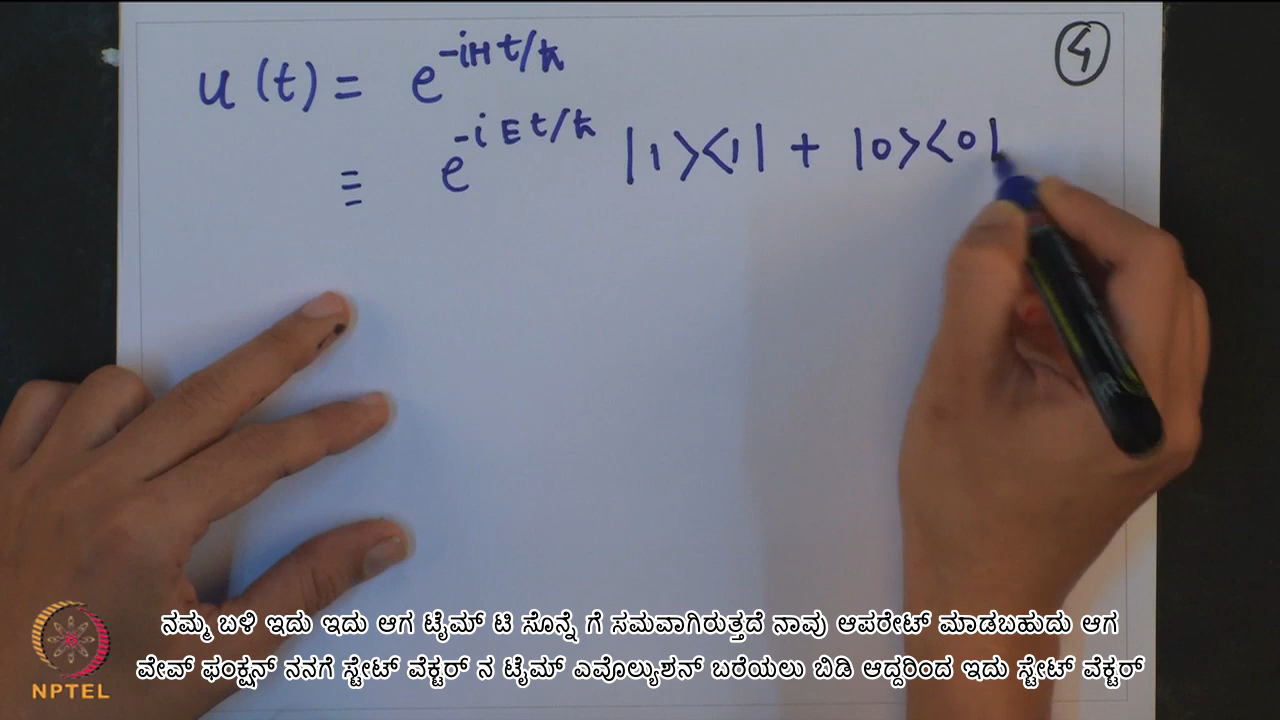 ④
u(t) = e^{-iHt/ħ}
≡ e^{-iEt/ħ} |1><1| + |0><0|
ನಮ್ಮ ಬಳಿ ಇದು ಇದು ಆಗ ಟೈಮ್ ಟಿ ಸೊನ್ನೆ ಗೆ ಸಮವಾಗಿರುತ್ತದೆ ನಾವು ಆಪರೇಟ್ ಮಾಡಬಹುದು ಆಗ
ವೇವ್ ಫಂಕ್ಷನ್ ನನಗೆ ಸ್ಟೇಟ್ ವೆಕ್ಟರ್ ನ ಟೈಮ್ ಎವೊಲ್ಯುಶನ್ ಬರೆಯಲು ಬಿಡಿ ಆದ್ದರಿಂದ ಇದು ಸ್ಟೇಟ್ ವೆಕ್ಟರ್
NPTEL